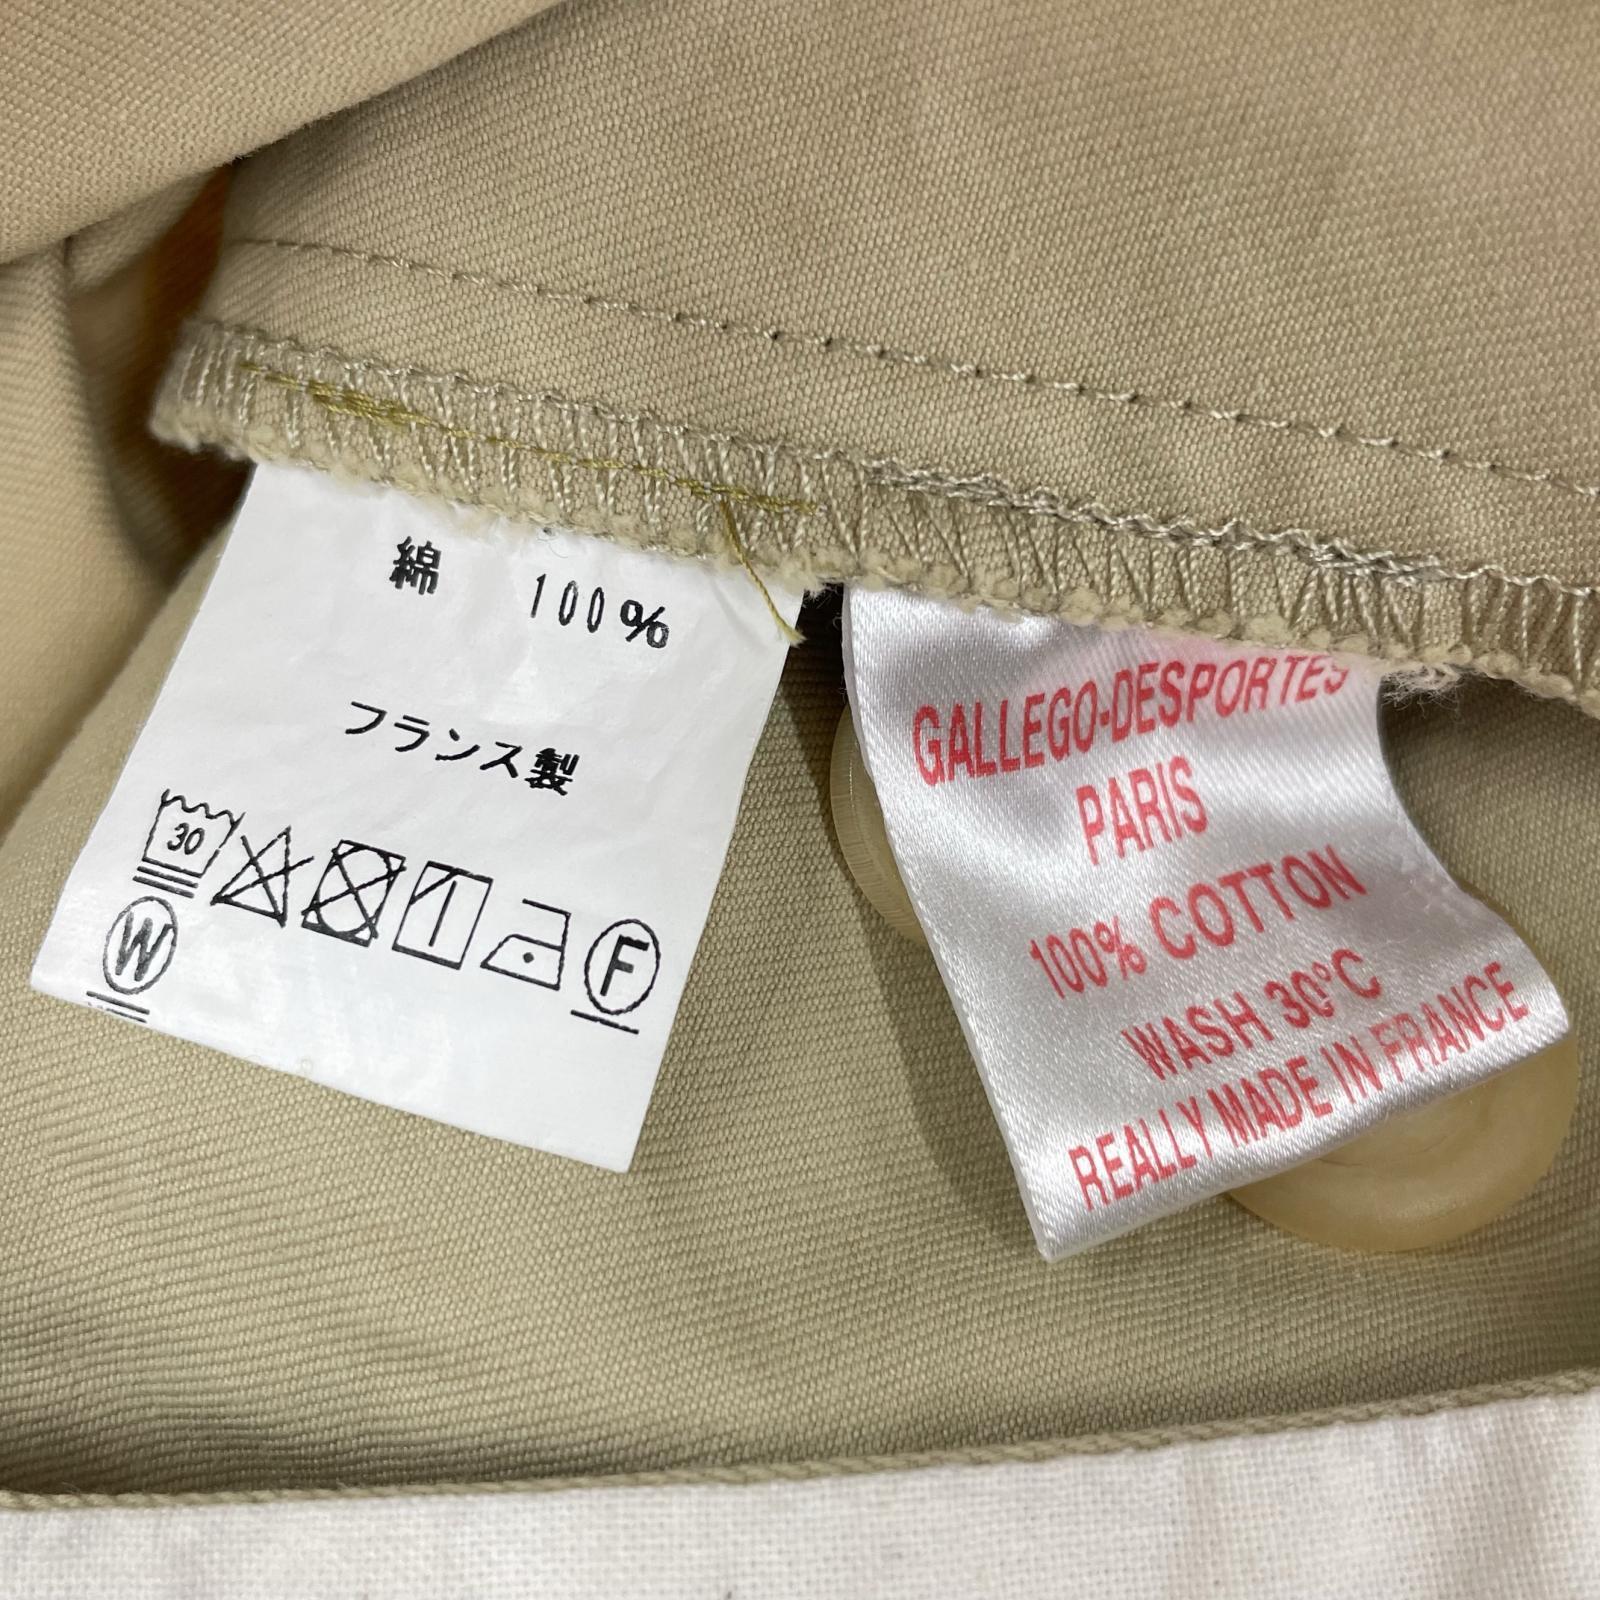 綿 100%
フランス製
30
W F
GALLEGO-DESPORTES
PARIS
100% COTTON
WASH 30°C
REALLY MADE IN FRANCE